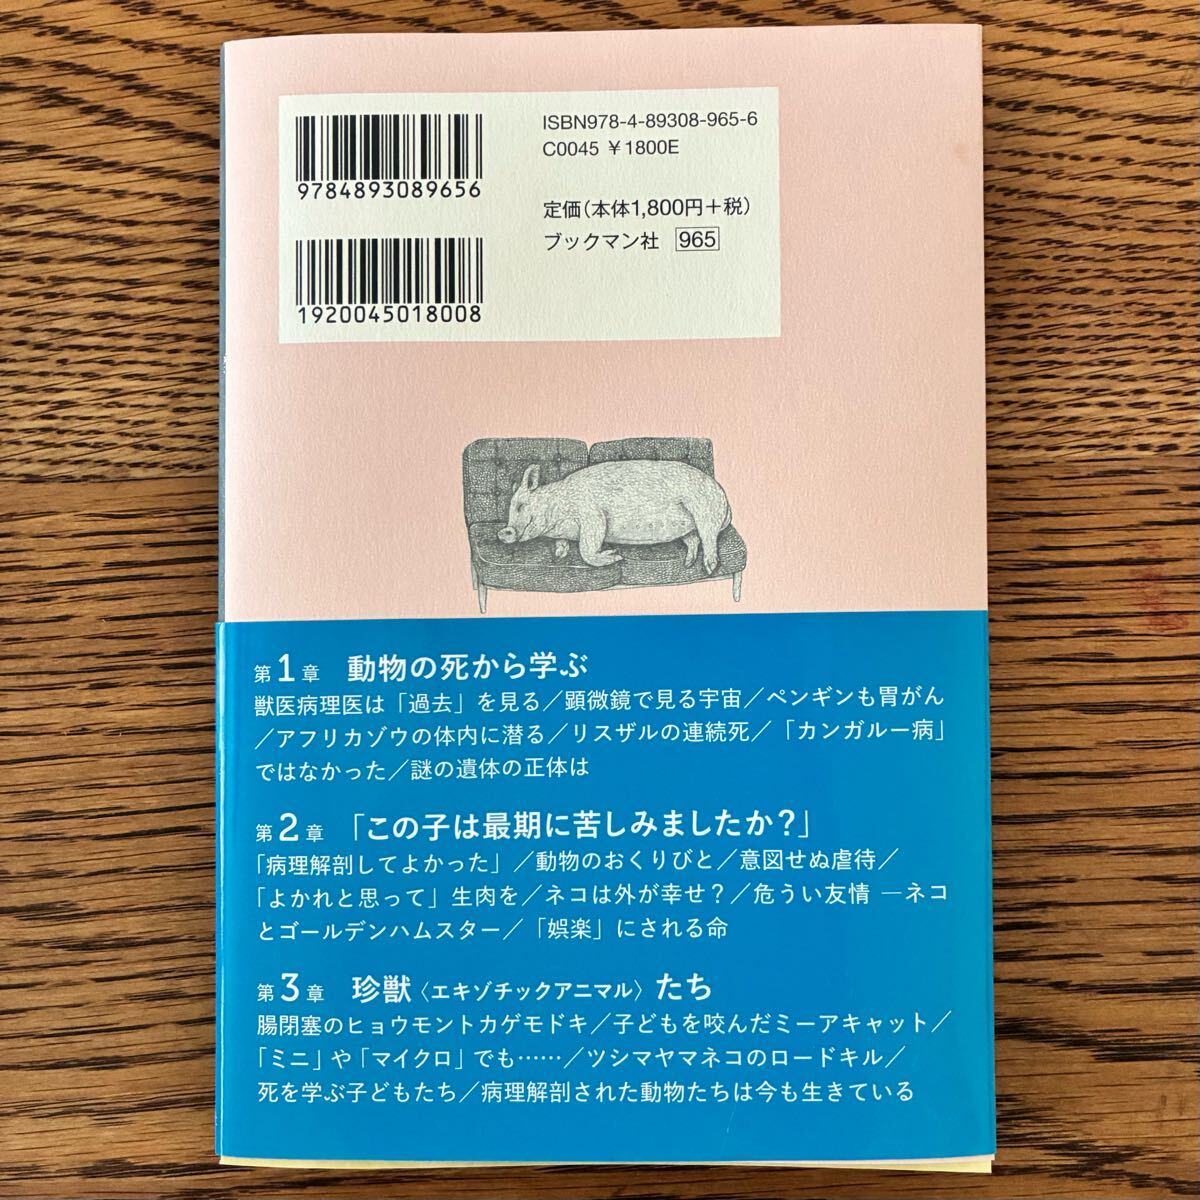 9784893089656
1920045018008
ISBN978-4-89308-965-6
C0045 ¥1800E
定価(本体1,800円+税)
ブックマン社 965
第1章 動物の死から学ぶ
獣医病理医は「過去」を見る/顕微鏡で見る宇宙/ペンギンも胃がん
/アフリカゾウの体内に潜る/リスザルの連続死/「カンガルー病」
ではなかった/謎の遺体の正体は
第2章 「この子は最期に苦しみましたか?」
「病理解剖してよかった」/動物のおくりびと/意図せぬ虐待/
「よかれと思って」生肉を/ネコは外が幸せ?/危うい友情 ―ネコ
とゴールデンハムスター/「娯楽」にされる命
第3章 珍獣〈エキゾチックアニマル〉たち
腸閉塞のヒョウモントカゲモドキ/子どもを咬んだミーアキャット/
「ミニ」や「マイクロ」でも……/ツシマヤマネコのロードキル/
死を学ぶ子どもたち/病理解剖された動物たちは今も生きている